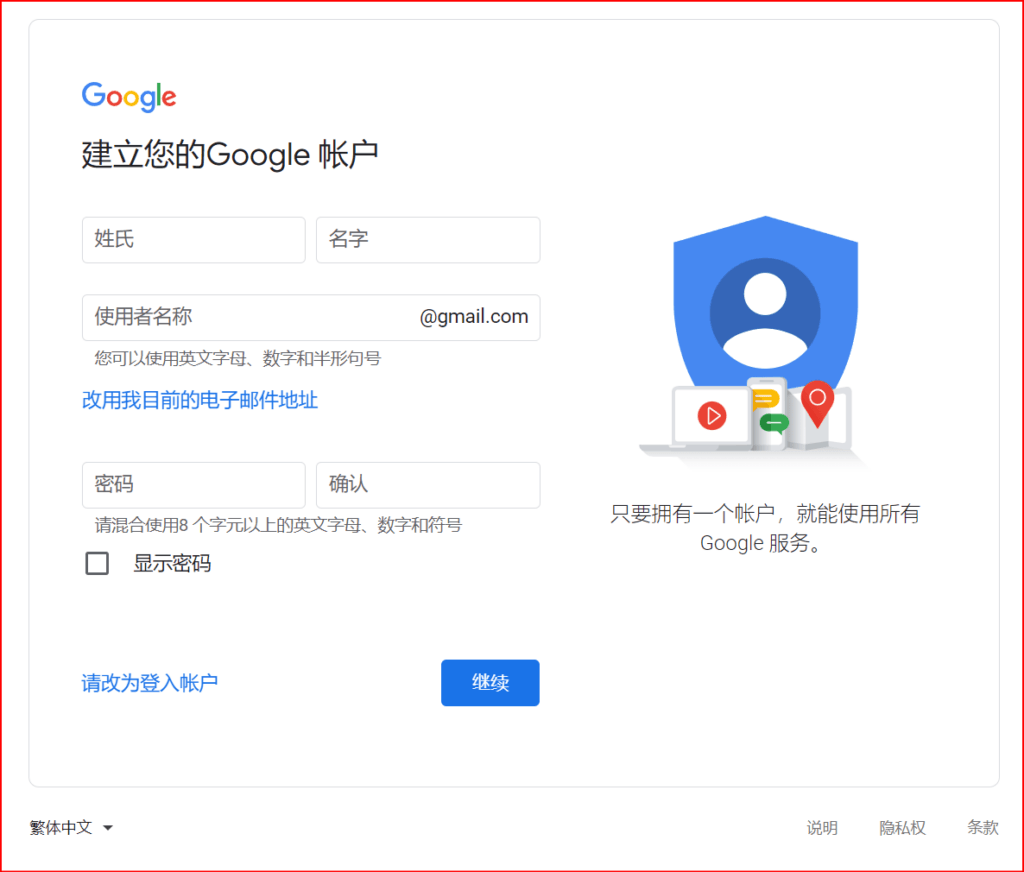 Google
建立您的Google 帐户
姓氏
名字
使用者名称
@gmail.com
您可以使用英文字母、数字和半形句号
改用我目前的电子邮件地址
密码
确认
请混合使用8 个字元以上的英文字母、数字和符号
显示密码
请改为登入帐户
继续
只要拥有一个帐户，就能使用所有
Google 服务。
繁体中文
说明
隐私权
条款